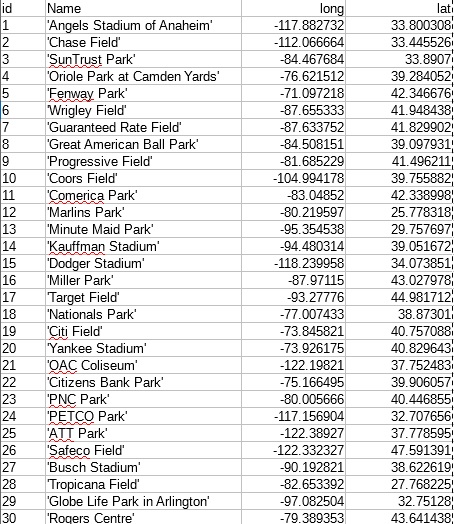 id Name long lat
1 'Angels Stadium of Anaheim' -117.882732 33.800308
2 'Chase Field' -112.066664 33.445526
3 'SunTrust Park' -84.467684 33.8907
4 'Oriole Park at Camden Yards' -76.621512 39.284052
5 'Fenway Park' -71.097218 42.346676
6 'Wrigley Field' -87.655333 41.948438
7 'Guaranteed Rate Field' -87.633752 41.829902
8 'Great American Ball Park' -84.508151 39.097931
9 'Progressive Field' -81.685229 41.496211
10 'Coors Field' -104.994178 39.755882
11 'Comerica Park' -83.04852 42.338998
12 'Marlins Park' -80.219597 25.778318
13 'Minute Maid Park' -95.354538 29.757697
14 'Kauffman Stadium' -94.480314 39.051672
15 'Dodger Stadium' -118.239958 34.073851
16 'Miller Park' -87.97115 43.027978
17 'Target Field' -93.27776 44.981712
18 'Nationals Park' -77.007433 38.87301
19 'Citi Field' -73.845821 40.757088
20 'Yankee Stadium' -73.926175 40.829643
21 'OAC Coliseum' -122.19821 37.752483
22 'Citizens Bank Park' -75.166495 39.906057
23 'PNC Park' -80.005666 40.446855
24 'PETCO Park' -117.156904 32.707656
25 'ATT Park' -122.38927 37.778595
26 'Safeco Field' -122.332327 47.591391
27 'Busch Stadium' -90.192821 38.622619
28 'Tropicana Field' -82.653392 27.768225
29 'Globe Life Park in Arlington' -97.082504 32.75128
30 'Rogers Centre' -79.389353 43.641438